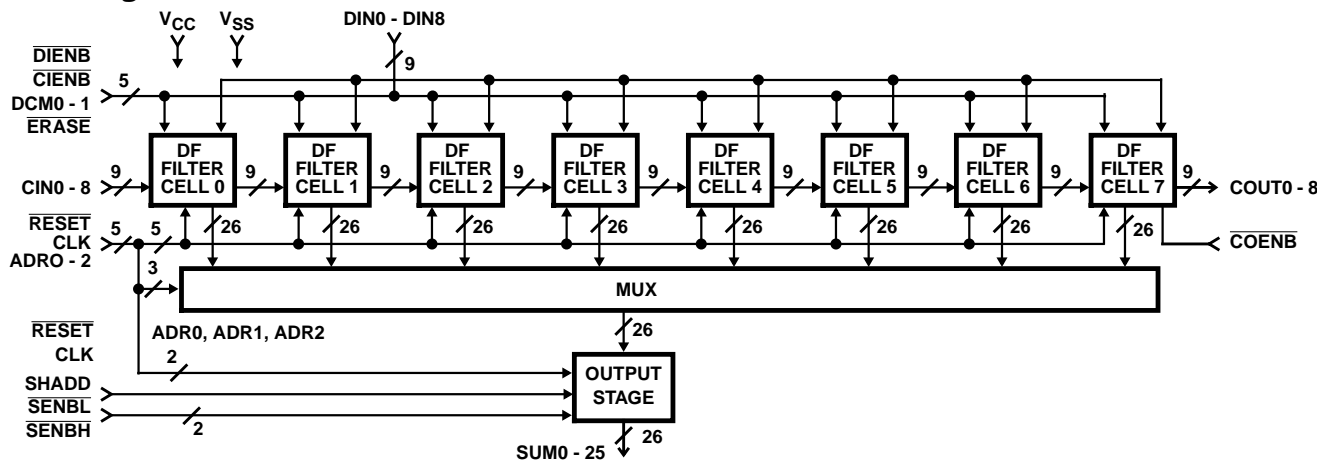 VCC
VSS
DIN0 - DIN8
DIENB
CIENB
DCM0 - 1
ERASE
5
9
DF FILTER CELL 0
DF FILTER CELL 1
DF FILTER CELL 2
DF FILTER CELL 3
DF FILTER CELL 4
DF FILTER CELL 5
DF FILTER CELL 6
DF FILTER CELL 7
CIN0 - 8
9
9
9
9
9
9
9
9
9
COUT0 - 8
RESET
CLK
ADRO - 2
5
5
3
26
26
26
26
26
26
26
26
COENB
MUX
ADR0, ADR1, ADR2
26
RESET
CLK
2
SHADD
SENBL
SENBH
2
OUTPUT
STAGE
26
SUM0 - 25